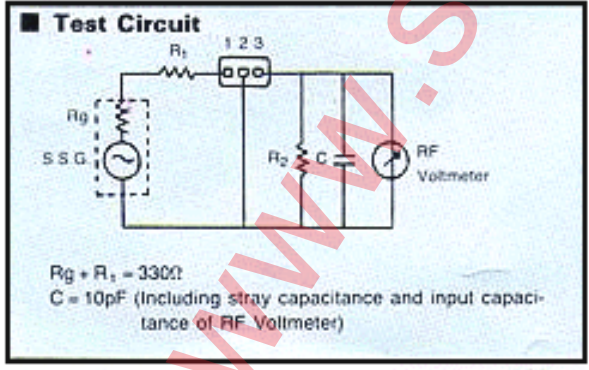 ■ Test Circuit
R₁
1 2 3
Rg
S.S.G.
R₂
C
RF
Voltmeter
Rg + R₁ = 330Ω
C = 10pF (Including stray capacitance and input capaci-
tance of RF Voltmeter)
www.s